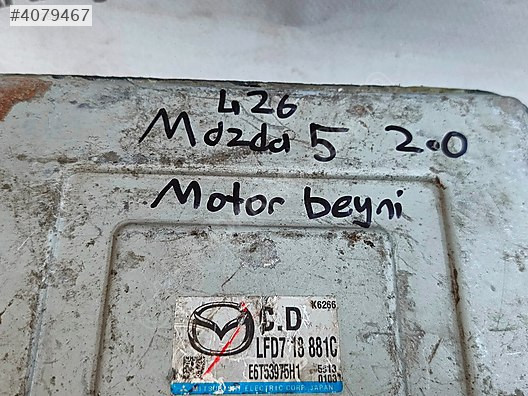 #4079467
426
Mazda 5 2.0
Motor beyni
K6266
C.D
LFD7 18 881C
E6T53975H1
MITSUBISHI ELECTRIC CORP. JAPAN